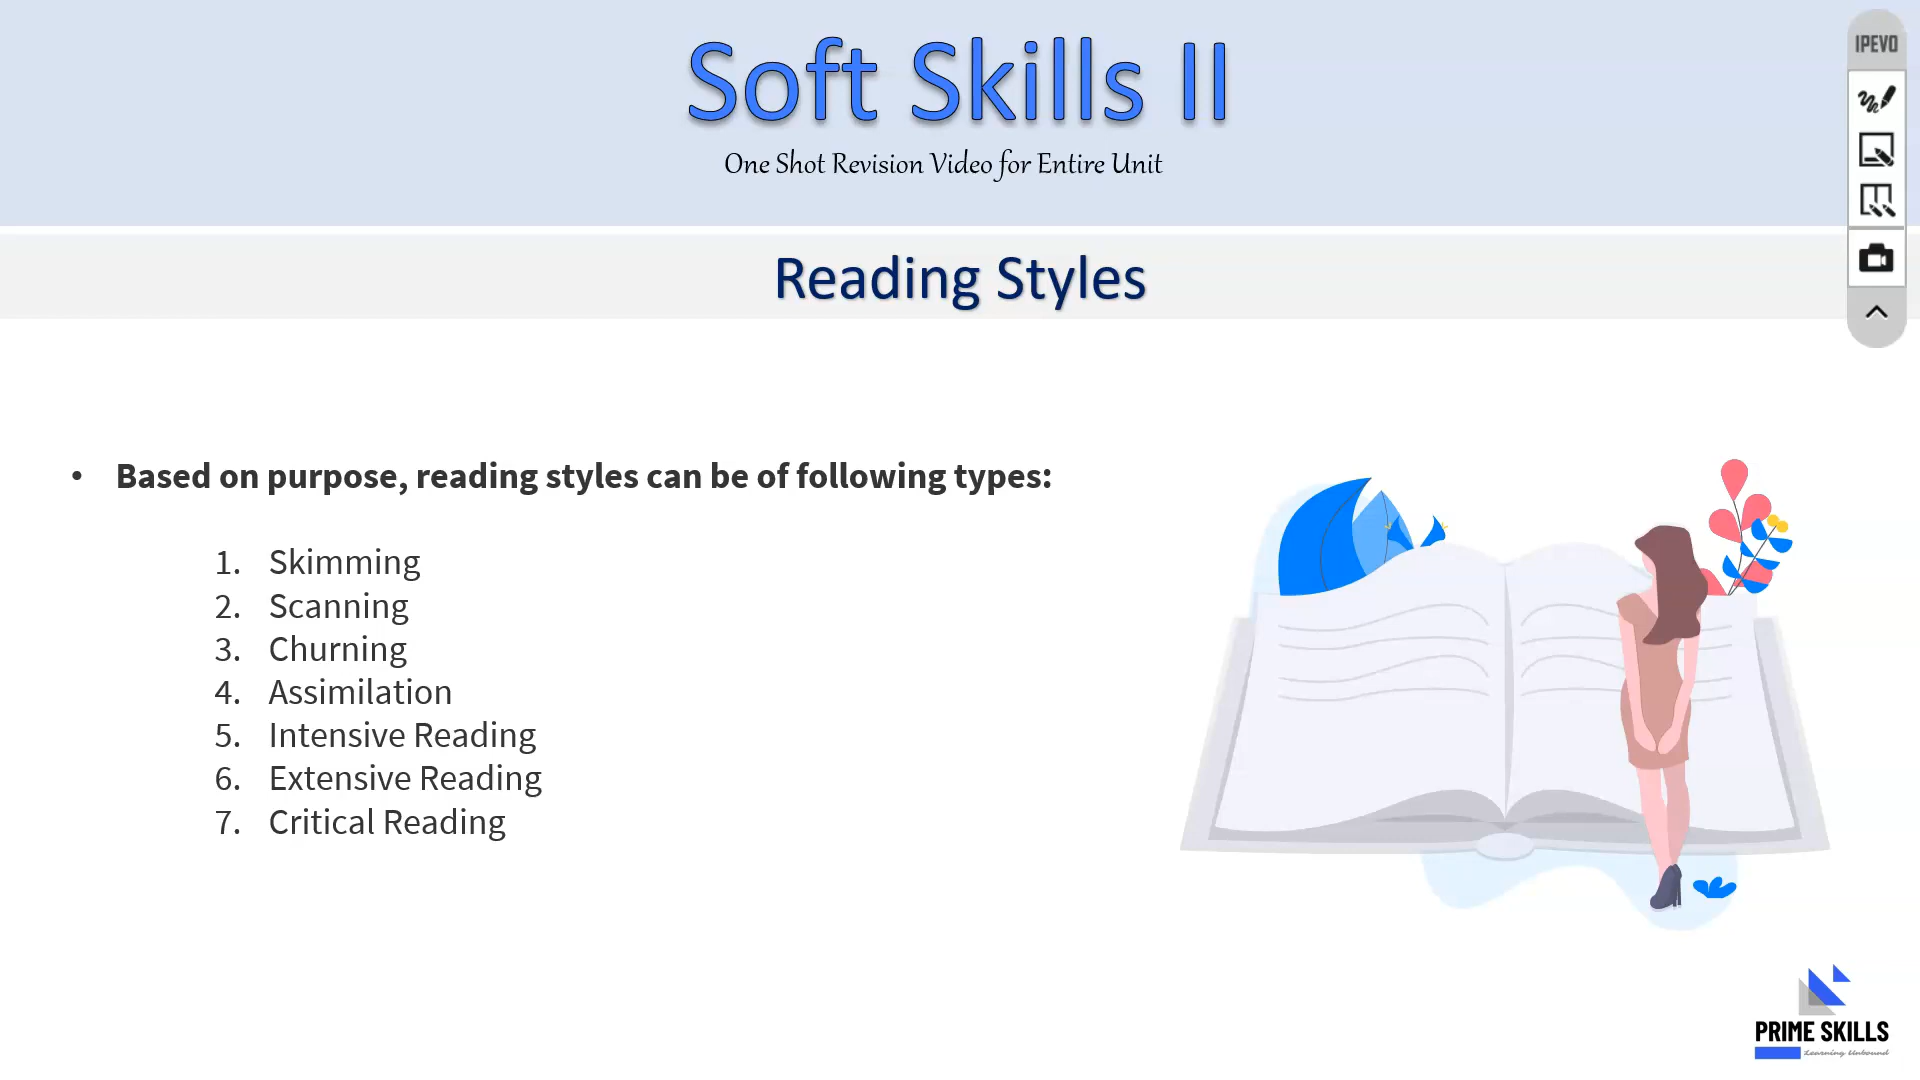 Soft Skills II
One Shot Revision Video for Entire Unit
IPEVO
Reading Styles
• Based on purpose, reading styles can be of following types:
1. Skimming
2. Scanning
3. Churning
4. Assimilation
5. Intensive Reading
6. Extensive Reading
7. Critical Reading
PRIME SKILLS
Learning Unbound